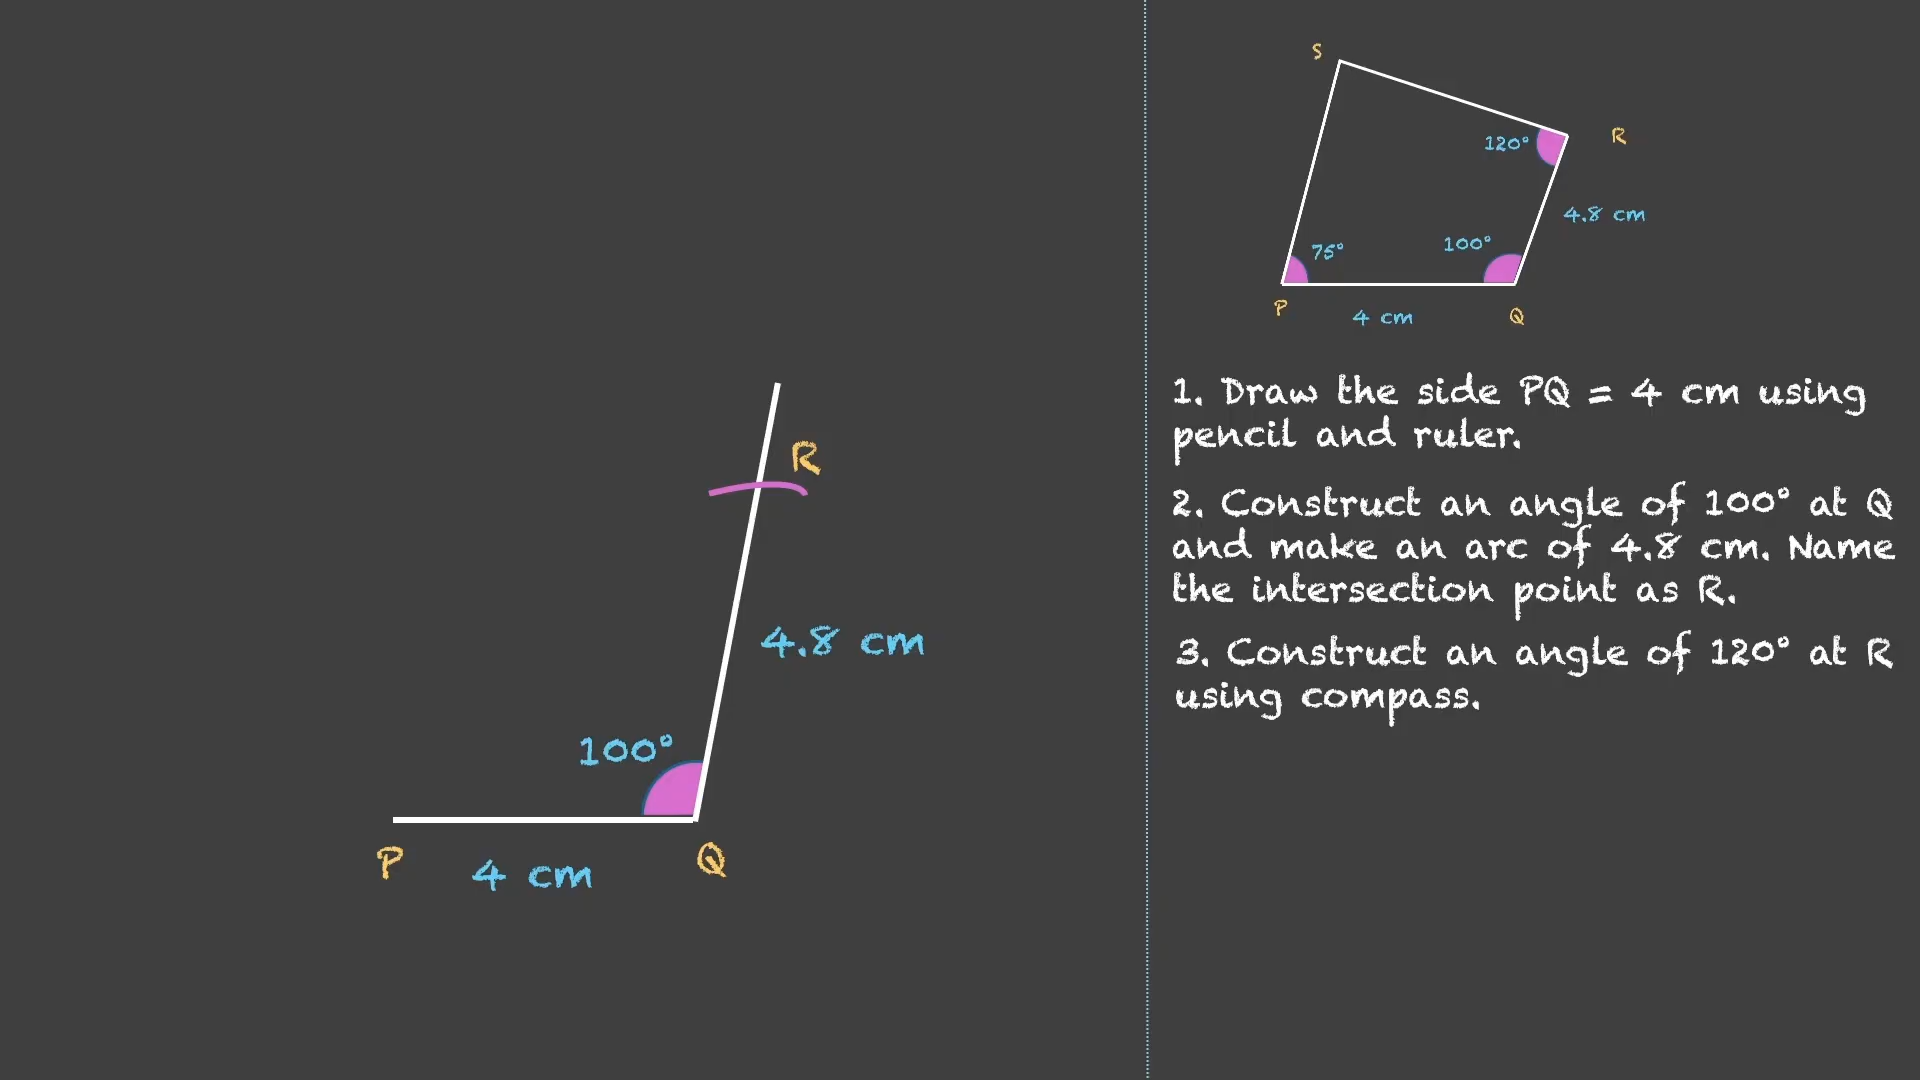 R
4.8 cm
100°
P
4 cm
Q
S
120°
R
4.8 cm
75°
100°
P
4 cm
Q
1. Draw the side PQ = 4 cm using
pencil and ruler.
2. Construct an angle of 100° at Q
and make an arc of 4.8 cm. Name
the intersection point as R.
3. Construct an angle of 120° at R
using compass.